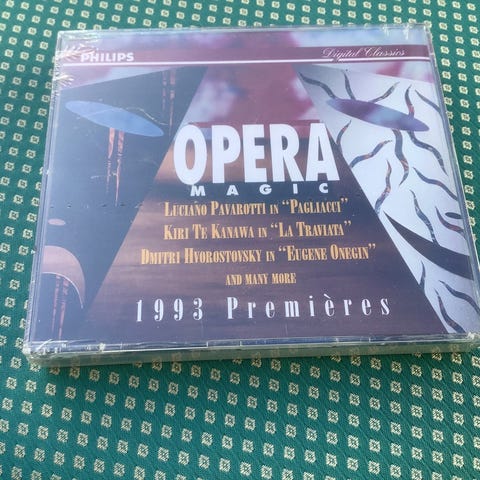 PHILIPS
Digital Classics
OPERA
MAGIC
LUCIANO PAVAROTTI IN "PAGLIACCI"
KIRI TE KANAWA IN "LA TRAVIATA"
DMITRI HVOROSTOVSKY IN "EUGENE ONEGIN"
AND MANY MORE
1993 Premières